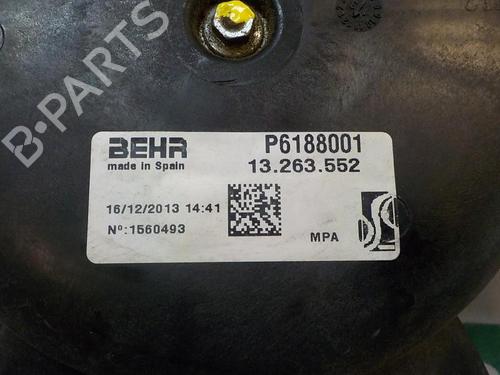 BEHR P6188001
made in Spain 13.263.552
16/12/2013 14:41
Nº:1560493
MPA
B-PARTS